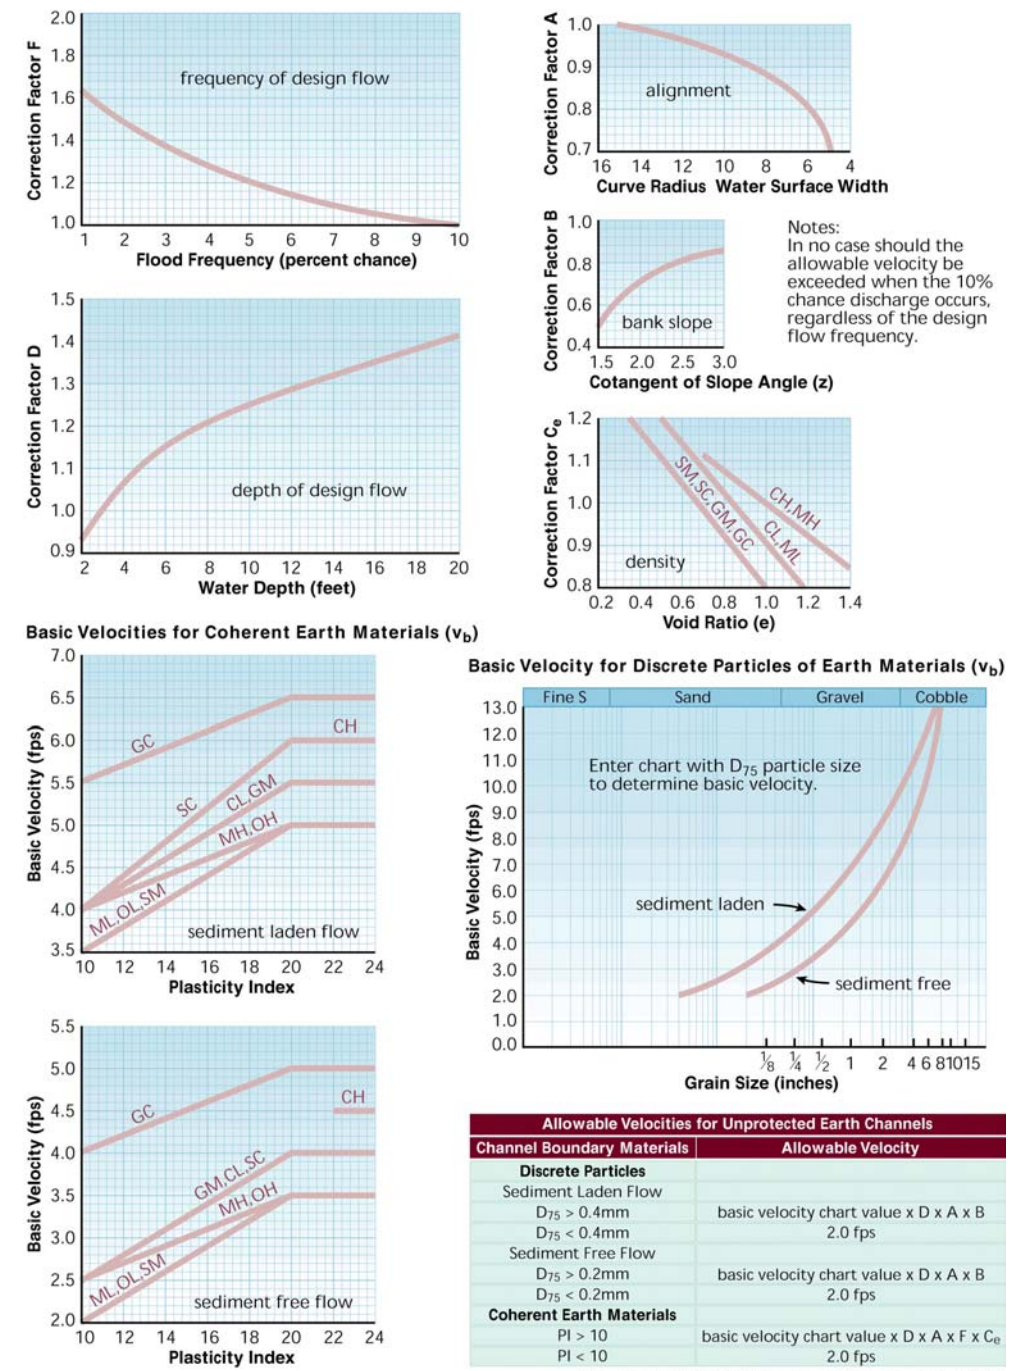 Correction Factor F
2.0
1.8
1.6
1.4
1.2
1.0
frequency of design flow
1 2 3 4 5 6 7 8 9 10
Flood Frequency (percent chance)
Correction Factor A
1.0
0.9
0.8
0.7
alignment
16 14 12 10 8 6 4
Curve Radius Water Surface Width
Correction Factor B
1.0
0.8
0.6
0.4
bank slope
1.5 2.0 2.5 3.0
Cotangent of Slope Angle (z)
Notes:
In no case should the
allowable velocity be
exceeded when the 10%
chance discharge occurs,
regardless of the design
flow frequency.
Correction Factor D
1.5
1.4
1.3
1.2
1.1
1.0
0.9
depth of design flow
2 4 6 8 10 12 14 16 18 20
Water Depth (feet)
Correction Factor Ce
1.2
1.1
1.0
0.9
0.8
SM,SC,GM,GC
CL,ML
CH,MH
density
0.2 0.4 0.6 0.8 1.0 1.2 1.4
Void Ratio (e)
Basic Velocities for Coherent Earth Materials (vb)
Basic Velocity (fps)
7.0
6.5
6.0
5.5
5.0
4.5
4.0
3.5
GC
CH
SC
CL,GM
MH,OH
ML,OL,SM
sediment laden flow
10 12 14 16 18 20 22 24
Plasticity Index
Basic Velocity (fps)
5.5
5.0
4.5
4.0
3.5
3.0
2.5
2.0
GC
CH
GM,CL,SC
MH,OH
ML,OL,SM
sediment free flow
10 12 14 16 18 20 22 24
Plasticity Index
Basic Velocity for Discrete Particles of Earth Materials (vb)
Fine S Sand Gravel Cobble
Basic Velocity (fps)
13.0
12.0
11.0
10.0
9.0
8.0
7.0
6.0
5.0
4.0
3.0
2.0
1.0
0.0
Enter chart with D75 particle size
to determine basic velocity.
sediment laden
sediment free
1/8 1/4 1/2 1 2 4 6 8 10 15
Grain Size (inches)
Allowable Velocities for Unprotected Earth Channels
Channel Boundary Materials Allowable Velocity
Discrete Particles
Sediment Laden Flow
D75 > 0.4mm basic velocity chart value x D x A x B
D75 < 0.4mm 2.0 fps
Sediment Free Flow
D75 > 0.2mm basic velocity chart value x D x A x B
D75 < 0.2mm 2.0 fps
Coherent Earth Materials
PI > 10 basic velocity chart value x D x A x F x Ce
PI < 10 2.0 fps